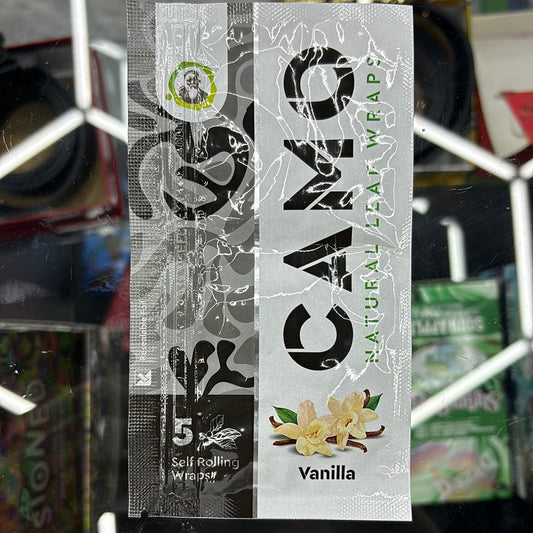 CAMO
NATURAL LEAF WRAPS
5
Self Rolling
Wraps
Vanilla